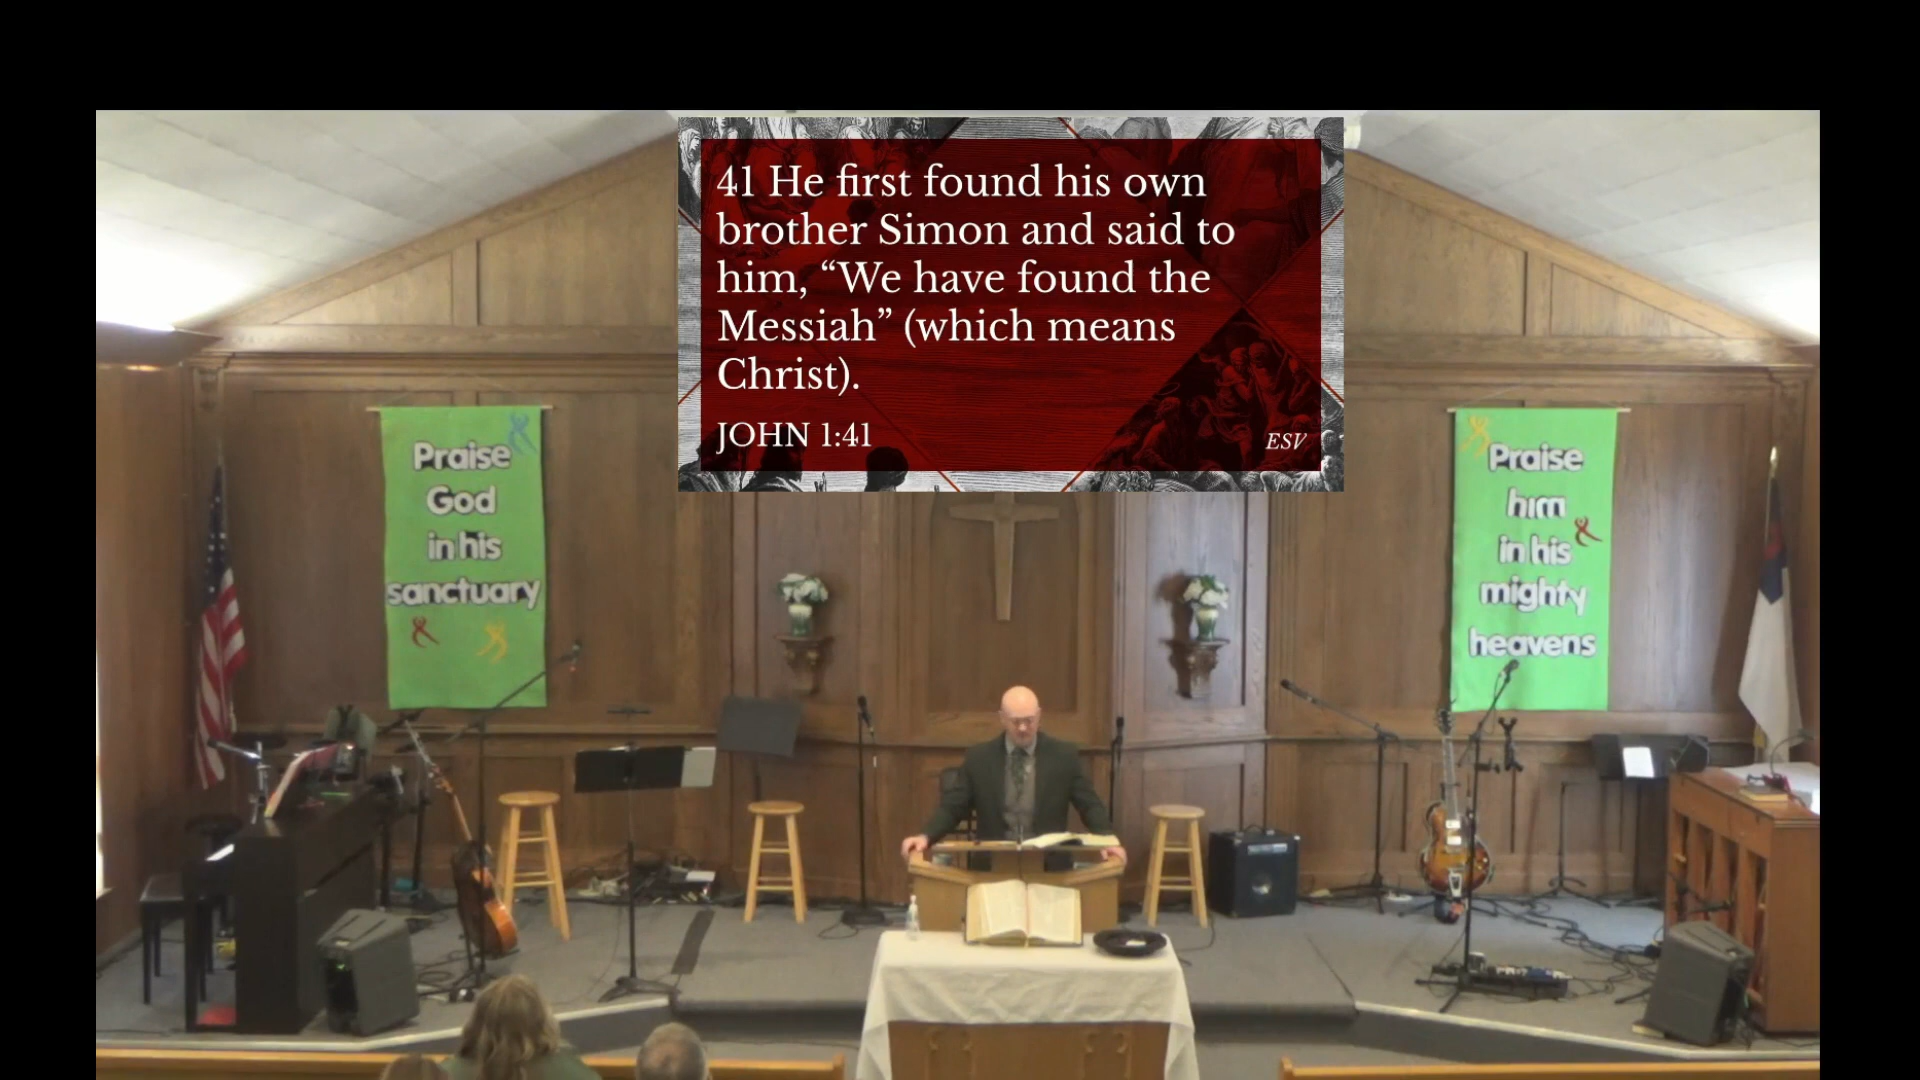 41 He first found his own
brother Simon and said to
him, “We have found the
Messiah” (which means
Christ).
JOHN 1:41
ESV
Praise
God
in his
sanctuary
Praise
him
in his
mighty
heavens